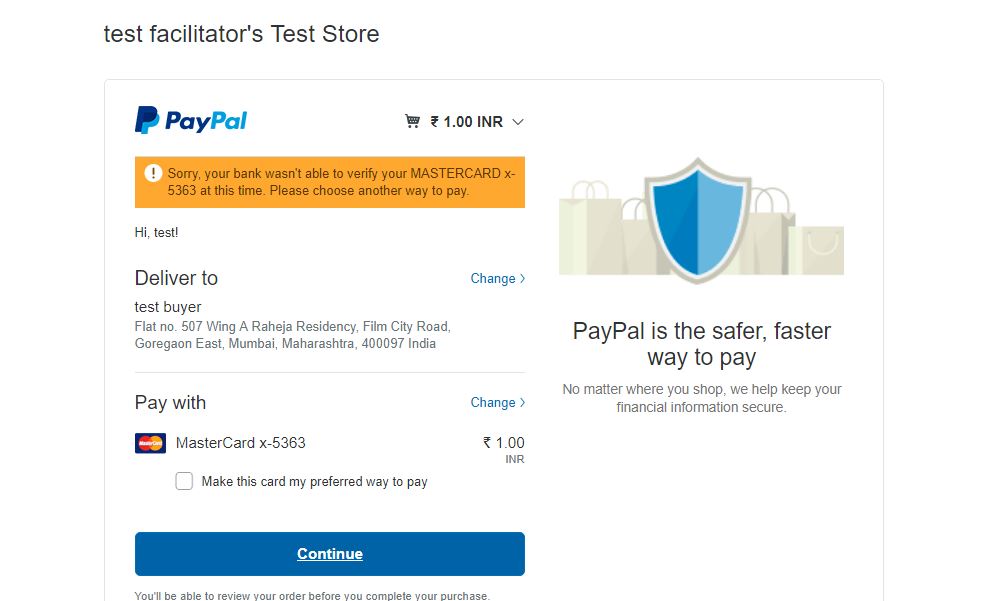 test facilitator's Test Store
PayPal
₹ 1.00 INR
Sorry, your bank wasn't able to verify your MASTERCARD x-
5363 at this time. Please choose another way to pay.
Hi, test!
Deliver to
Change
test buyer
Flat no. 507 Wing A Raheja Residency, Film City Road,
Goregaon East, Mumbai, Maharashtra, 400097 India
Pay with
Change
MasterCard
MasterCard x-5363
₹ 1.00
INR
Make this card my preferred way to pay
Continue
You'll be able to review your order before you complete your purchase.
PayPal is the safer, faster
way to pay
No matter where you shop, we help keep your
financial information secure.